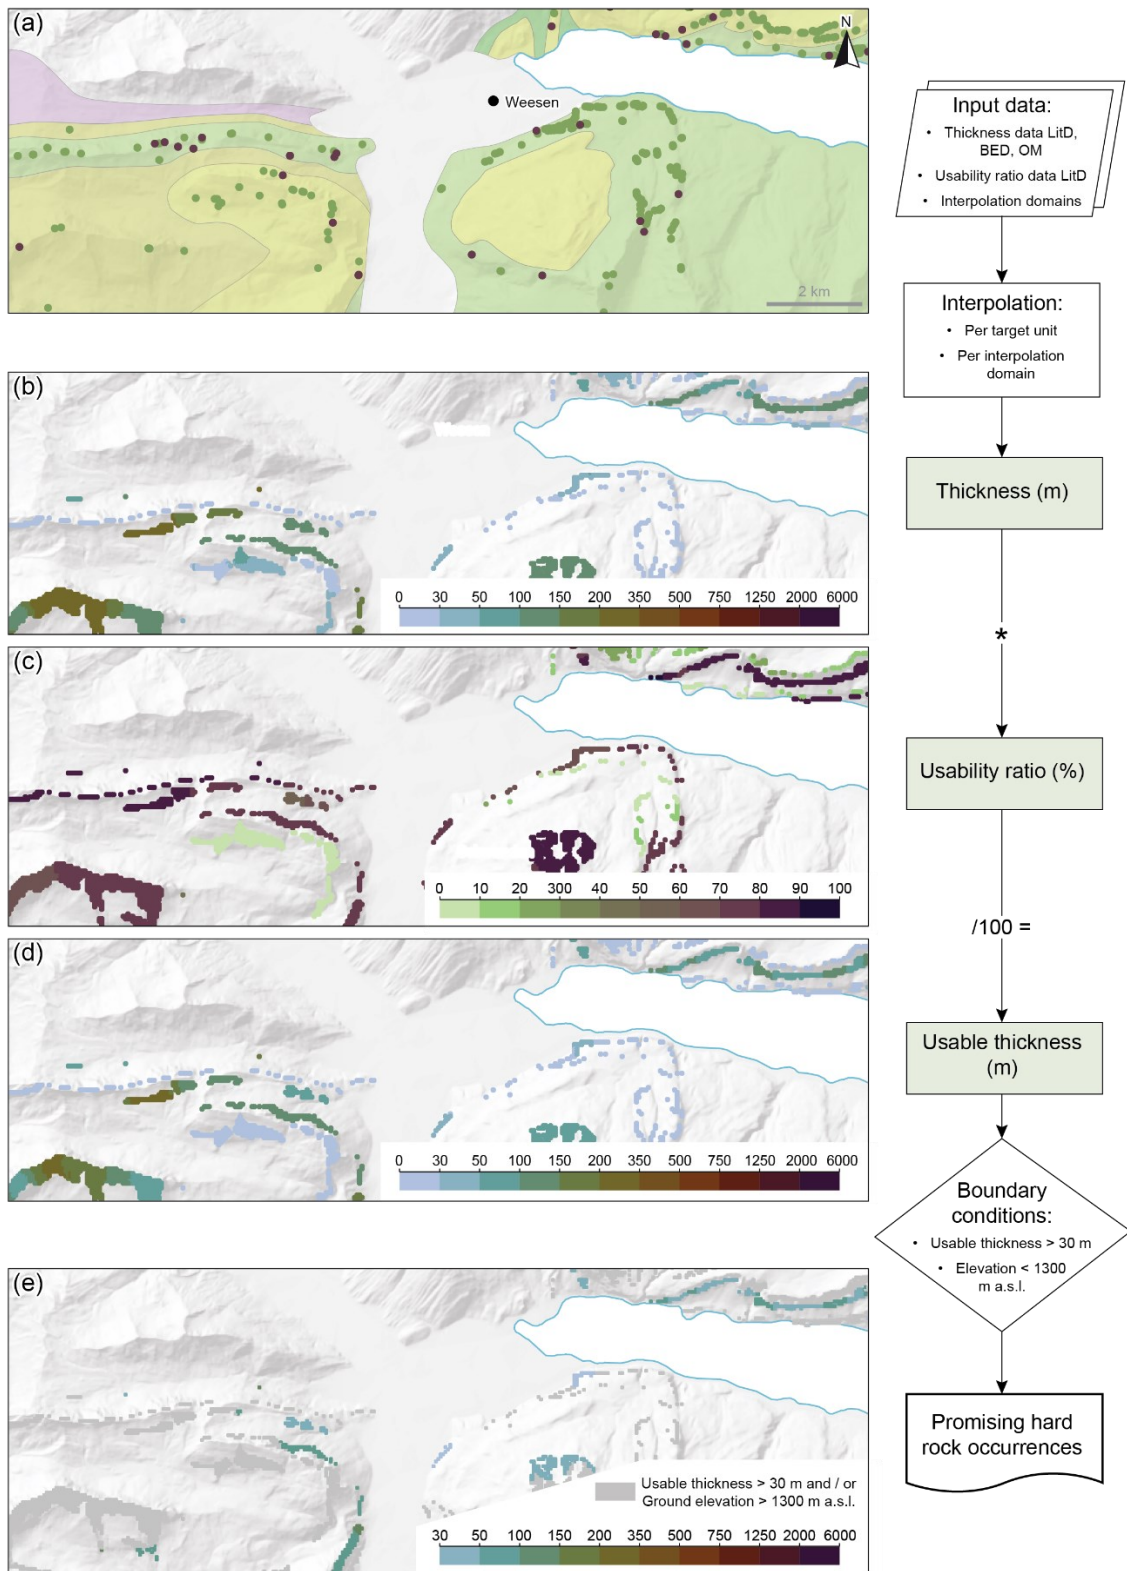 (a)
N
Weesen
2 km
(b)
0 30 50 100 150 200 350 500 750 1250 2000 6000
(c)
0 10 20 300 40 50 60 70 80 90 100
(d)
0 30 50 100 150 200 350 500 750 1250 2000 6000
(e)
Usable thickness > 30 m and / or
Ground elevation > 1300 m a.s.l.
30 50 100 150 200 350 500 750 1250 2000 6000
Input data:
• Thickness data LitD,
BED, OM
• Usability ratio data LitD
• Interpolation domains
Interpolation:
• Per target unit
• Per interpolation
domain
Thickness (m)
*
Usability ratio (%)
/100 =
Usable thickness
(m)
Boundary
conditions:
• Usable thickness > 30 m
• Elevation < 1300
m a.s.l.
Promising hard
rock occurrences